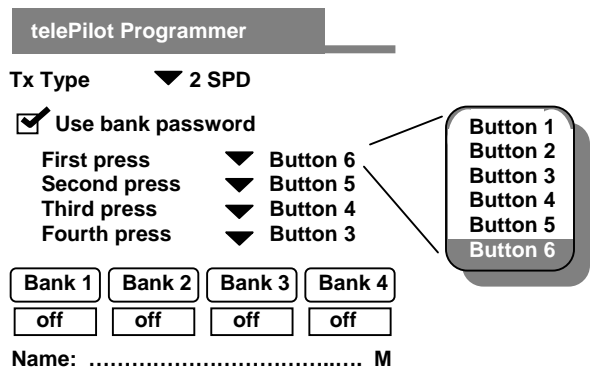 telePilot Programmer
Tx Type 2 SPD
Use bank password
First press Button 6
Second press Button 5
Third press Button 4
Fourth press Button 3
Button 1
Button 2
Button 3
Button 4
Button 5
Button 6
Bank 1 Bank 2 Bank 3 Bank 4
off off off off
Name: ……………………………..…. M